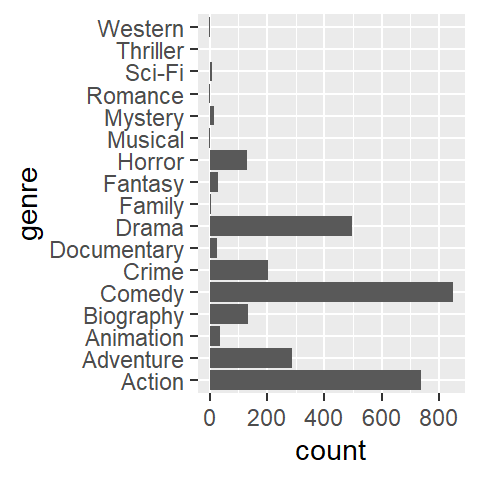 Western
Thriller
Sci-Fi
Romance
Mystery
Musical
Horror
Fantasy
Family
Drama
Documentary
Crime
Comedy
Biography
Animation
Adventure
Action
genre
0 200 400 600 800
count